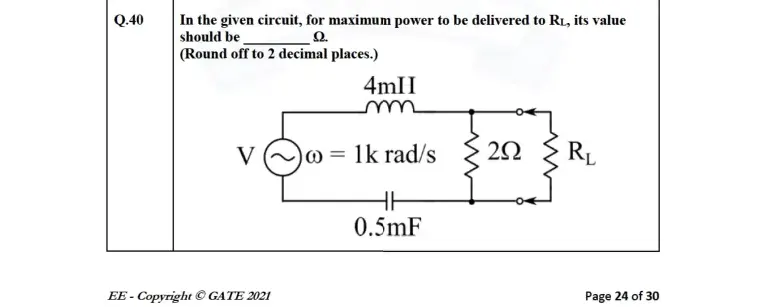 Q.40
In the given circuit, for maximum power to be delivered to RL, its value
should be _________ Ω.
(Round off to 2 decimal places.)
4mH
V
ω = 1k rad/s
2Ω
RL
0.5mF
EE - Copyright © GATE 2021
Page 24 of 30